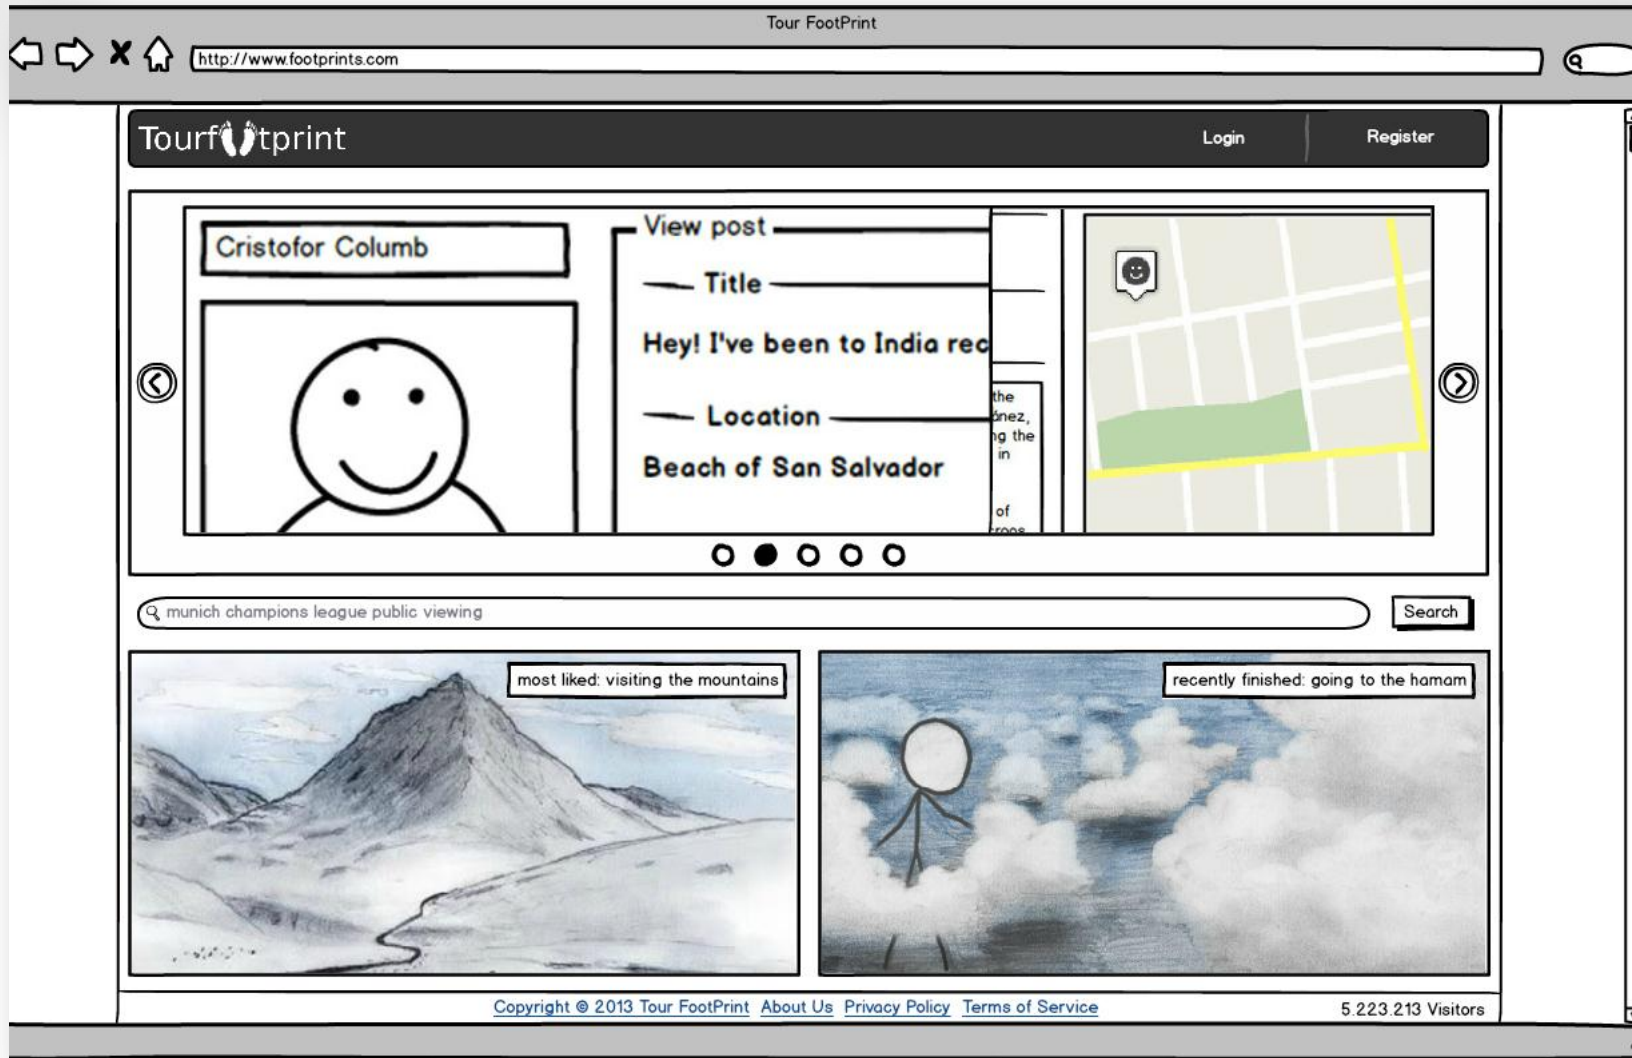 Tour FootPrint
http://www.footprints.com
Tourf tprint
Login
Register
Cristofor Columb
View post
Title
Hey! I've been to India rec
Location
Beach of San Salvador
the
ánez,
ng the
in
of
munich champions league public viewing
Search
most liked: visiting the mountains
recently finished: going to the hamam
Copyright © 2013 Tour FootPrint About Us Privacy Policy Terms of Service
5.223.213 Visitors